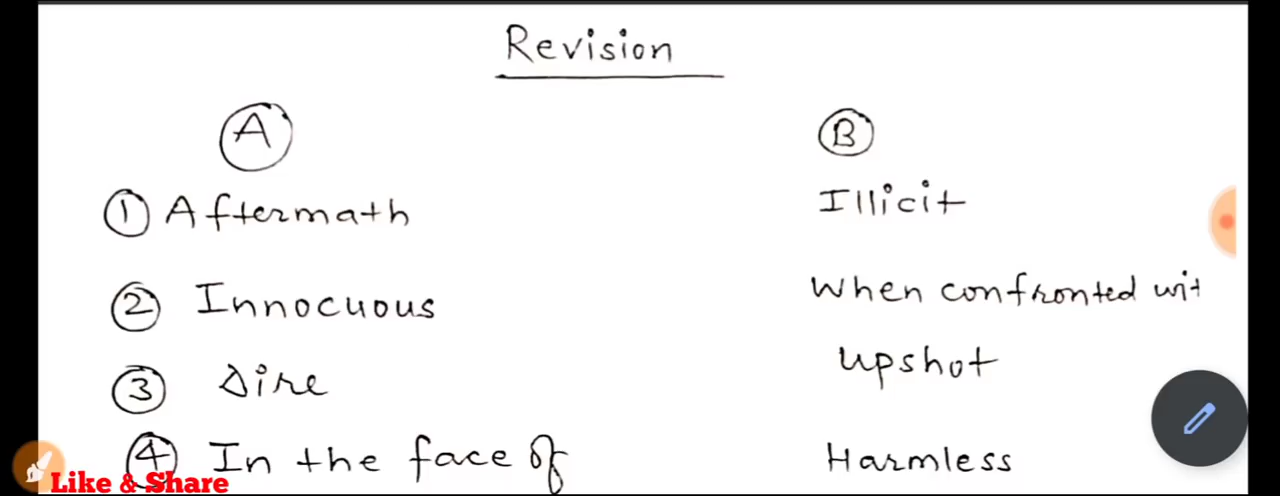 Revision
A B
1 Aftermath Illicit
2 Innocuous When confronted wit
3 Dire Upshot
4 In the face of Harmless
Like & Share